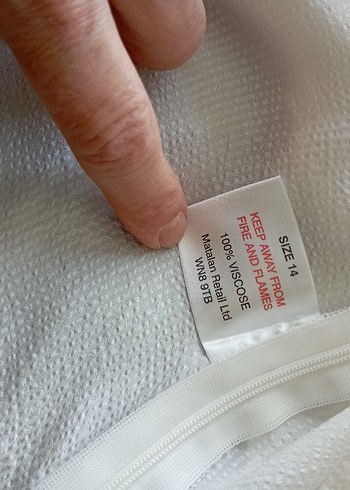 SIZE 14
KEEP AWAY FROM
FIRE AND FLAMES
100% VISCOSE
Matalan Retail Ltd
WN8 9TB